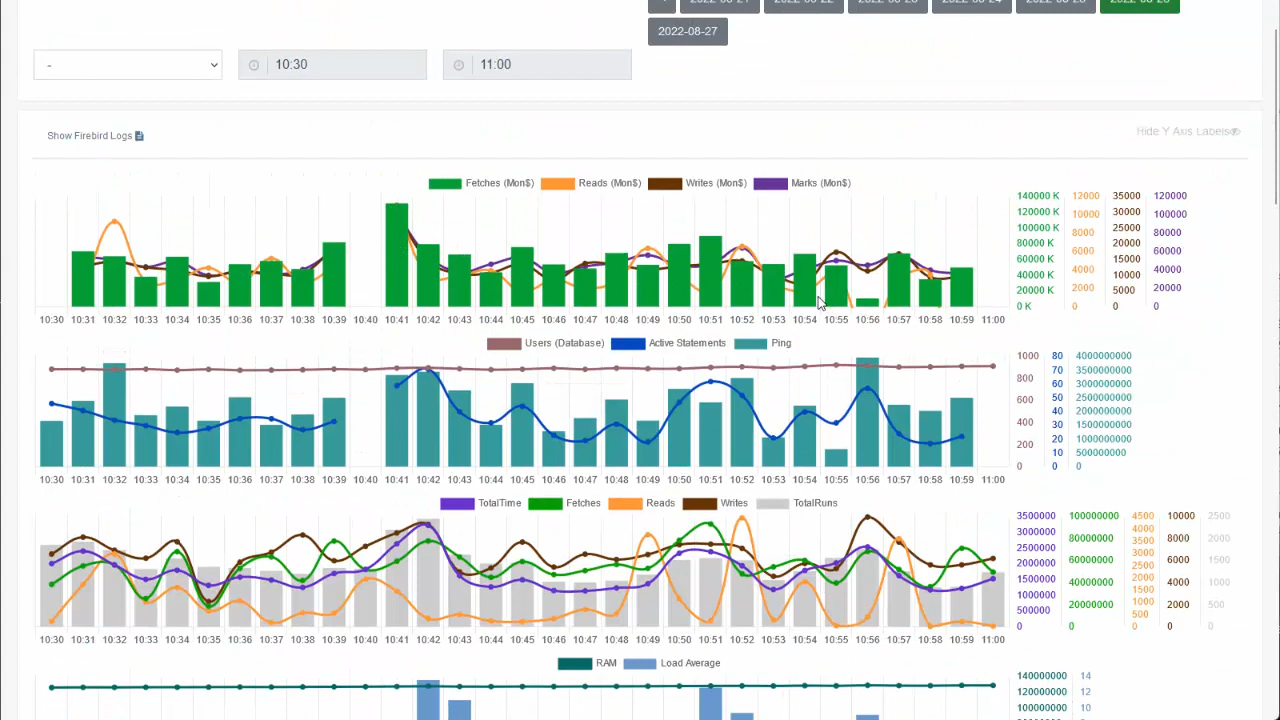 2022-08-27
-
10:30
11:00
Show Firebird Logs
Hide Y Axis Labels
Fetches (Mon$) Reads (Mon$) Writes (Mon$) Marks (Mon$)
140000 K 12000 35000 120000
120000 K 10000 30000 100000
100000 K 8000 25000 80000
80000 K 6000 20000 60000
60000 K 4000 15000 40000
40000 K 2000 10000 20000
20000 K 5000
0 K 0 0 0
10:30 10:31 10:32 10:33 10:34 10:35 10:36 10:37 10:38 10:39 10:40 10:41 10:42 10:43 10:44 10:45 10:46 10:47 10:48 10:49 10:50 10:51 10:52 10:53 10:54 10:55 10:56 10:57 10:58 10:59 11:00
Users (Database) Active Statements Ping
1000 80 4000000000
800 70 3500000000
600 60 3000000000
400 50 2500000000
200 40 2000000000
0 30 1500000000
20 1000000000
10 500000000
0 0
10:30 10:31 10:32 10:33 10:34 10:35 10:36 10:37 10:38 10:39 10:40 10:41 10:42 10:43 10:44 10:45 10:46 10:47 10:48 10:49 10:50 10:51 10:52 10:53 10:54 10:55 10:56 10:57 10:58 10:59 11:00
TotalTime Fetches Reads Writes TotalRuns
3500000 100000000 4500 10000 2500
3000000 80000000 4000 8000 2000
2500000 60000000 3500 6000 1500
2000000 40000000 3000 4000 1000
1500000 20000000 2500 2000 500
1000000 0 2000 0 0
500000 1500
0 1000
500
0
10:30 10:31 10:32 10:33 10:34 10:35 10:36 10:37 10:38 10:39 10:40 10:41 10:42 10:43 10:44 10:45 10:46 10:47 10:48 10:49 10:50 10:51 10:52 10:53 10:54 10:55 10:56 10:57 10:58 10:59 11:00
RAM Load Average
140000000 14
120000000 12
100000000 10